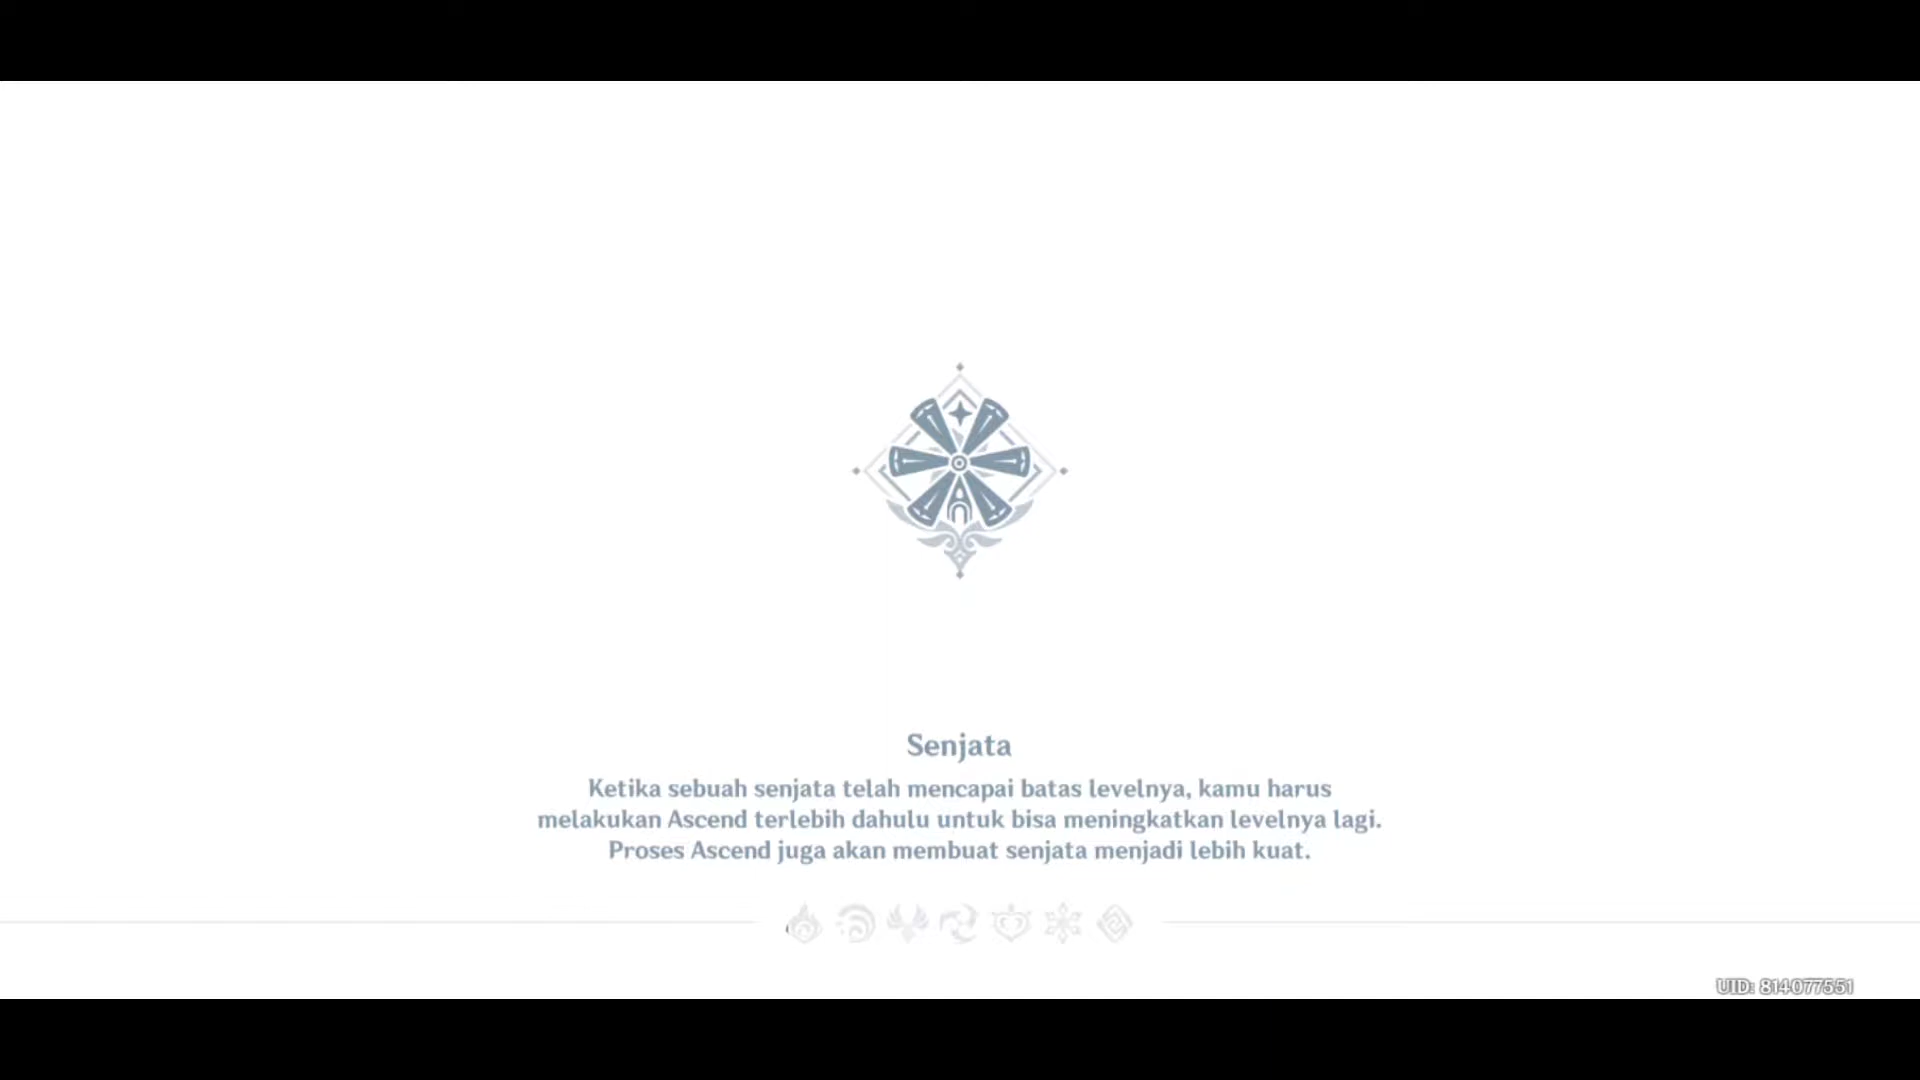 Senjata
Ketika sebuah senjata telah mencapai batas levelnya, kamu harus
melakukan Ascend terlebih dahulu untuk bisa meningkatkan levelnya lagi.
Proses Ascend juga akan membuat senjata menjadi lebih kuat.
UID: 814077551